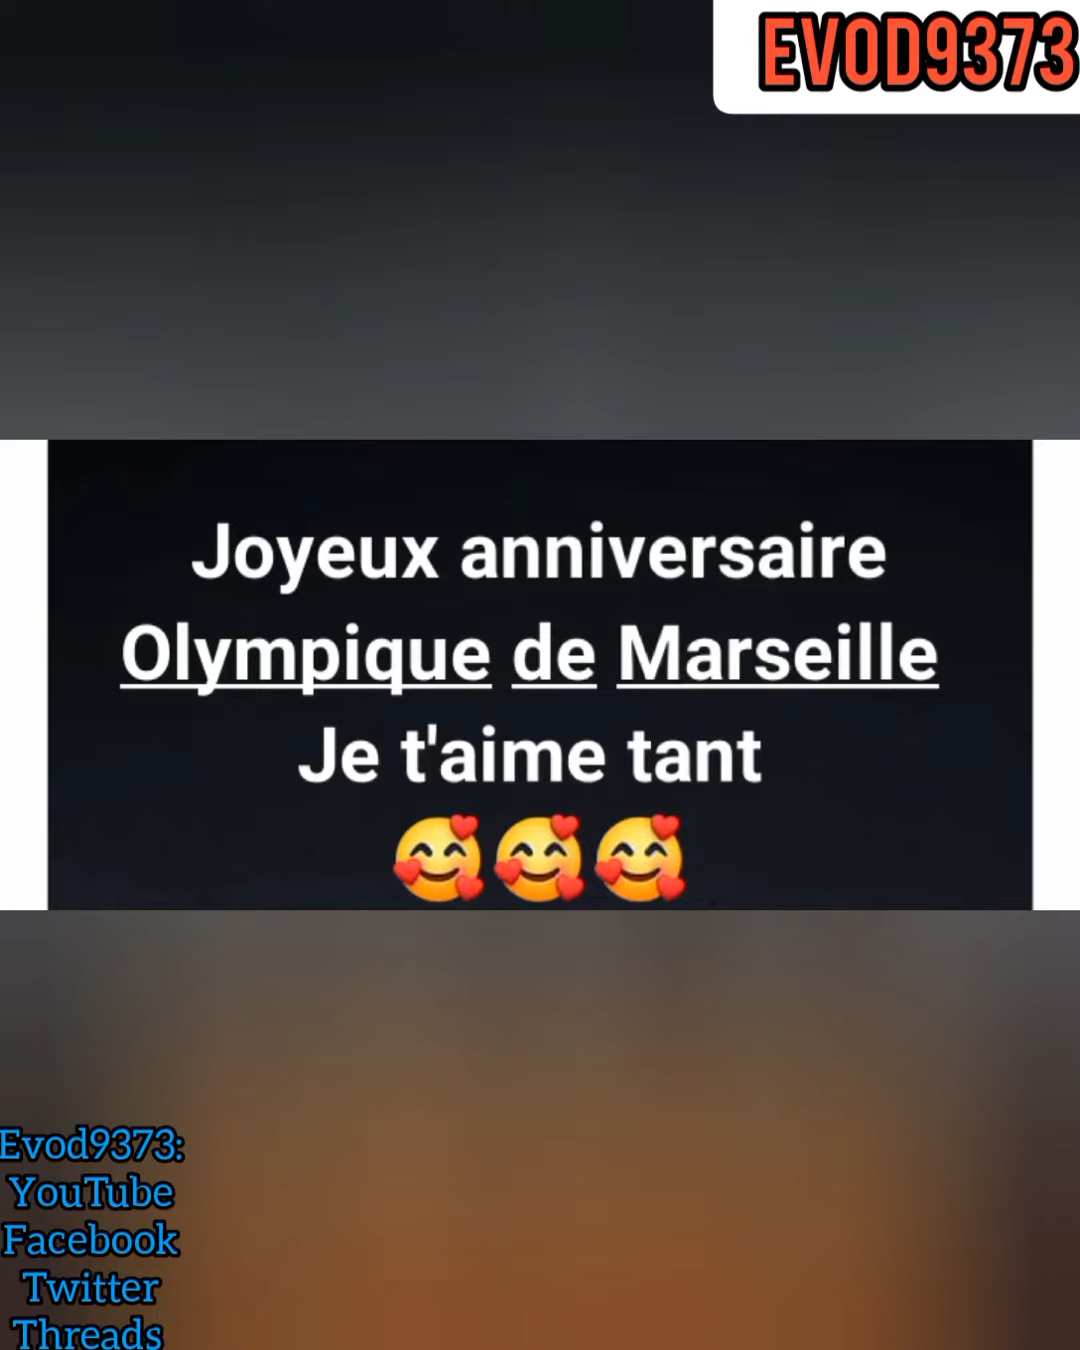 EVOD9373
Joyeux anniversaire
Olympique de Marseille
Je t'aime tant
🥰🥰🥰
Evod9373:
YouTube
Facebook
Twitter
Threads